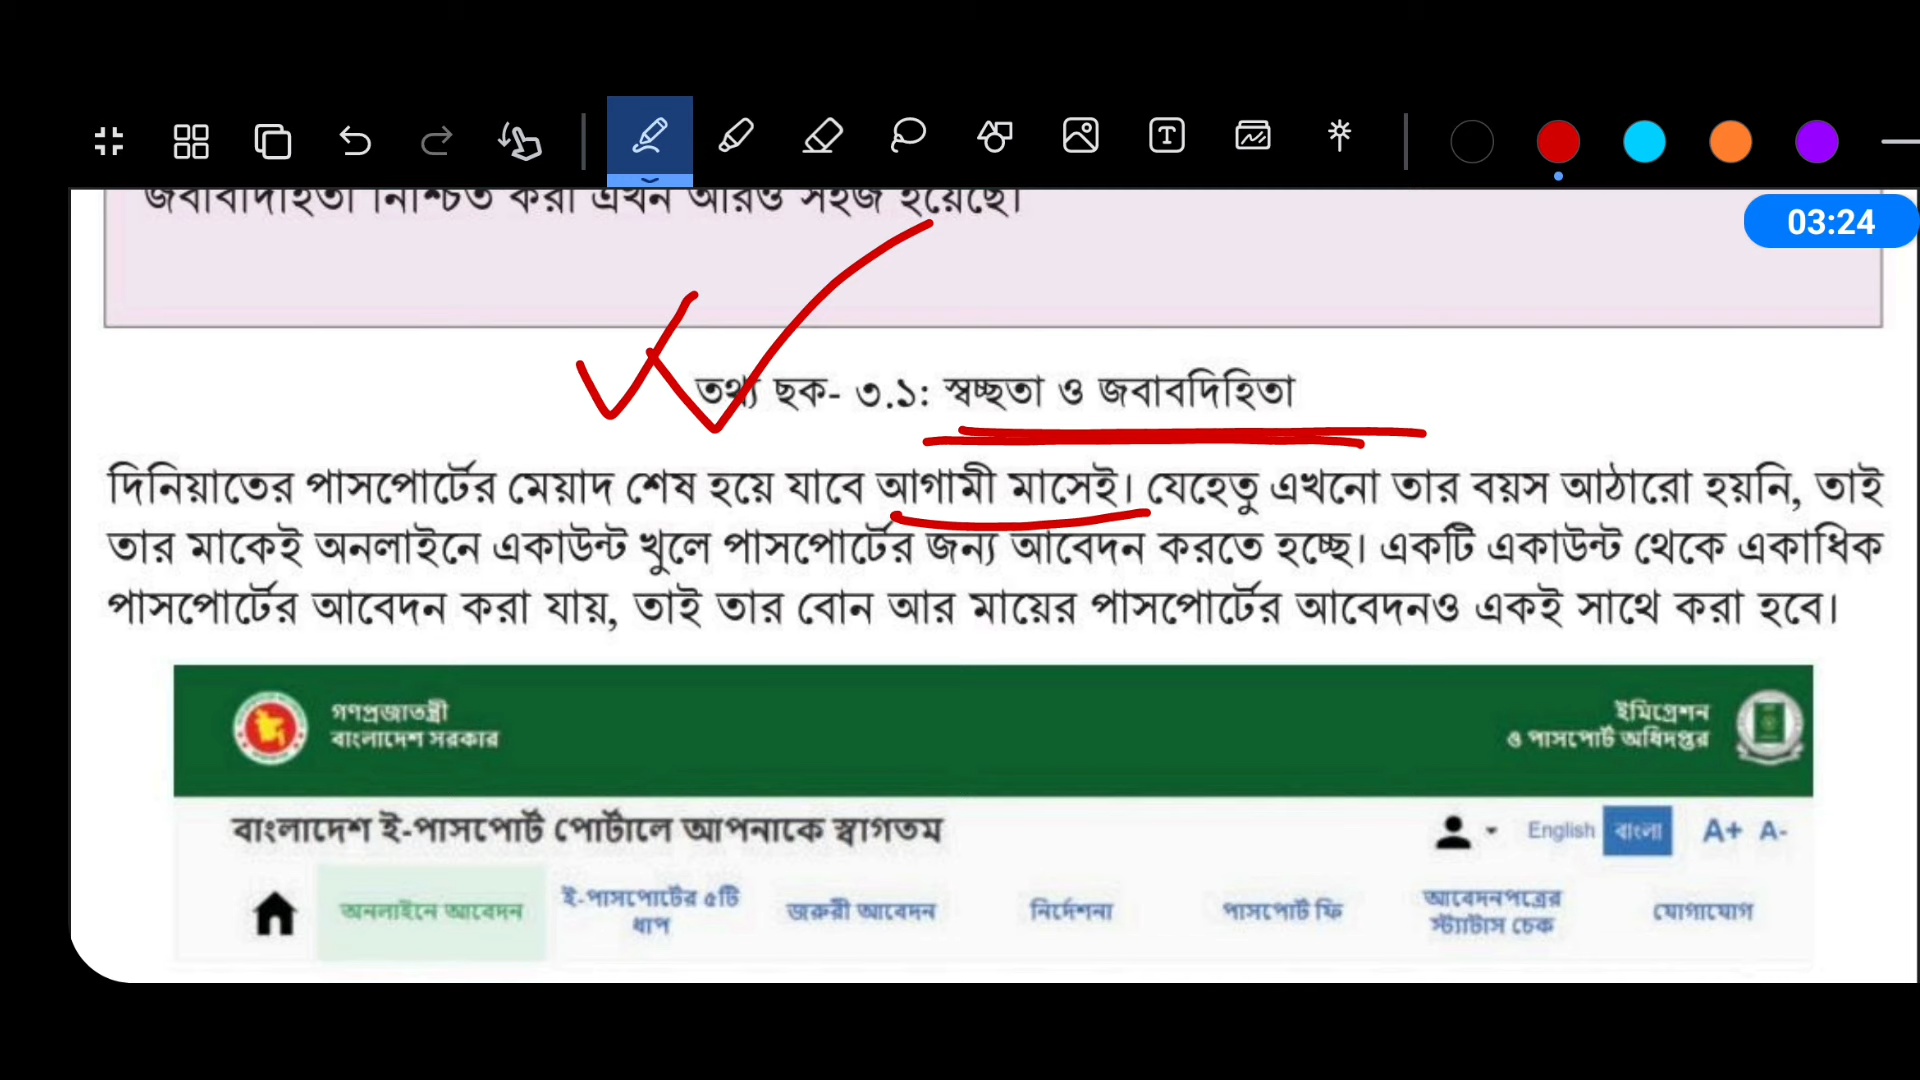 জবাবদিহিতা নিশ্চিত করা এখন আরও সহজ হয়েছে।
03:24
তথ্য ছক- ৩.১: স্বচ্ছতা ও জবাবদিহিতা
দিনিয়াতের পাসপোর্টের মেয়াদ শেষ হয়ে যাবে আগামী মাসেই। যেহেতু এখনো তার বয়স আঠারো হয়নি, তাই
তার মাকেই অনলাইনে একাউন্ট খুলে পাসপোর্টের জন্য আবেদন করতে হচ্ছে। একটি একাউন্ট থেকে একাধিক
পাসপোর্টের আবেদন করা যায়, তাই তার বোন আর মায়ের পাসপোর্টের আবেদনও একই সাথে করা হবে।
গণপ্রজাতন্ত্রী
বাংলাদেশ সরকার
ইমিগ্রেশন
ও পাসপোর্ট অধিদপ্তর
বাংলাদেশ ই-পাসপোর্ট পোর্টালে আপনাকে স্বাগতম
English বাংলা A+ A-
অনলাইনে আবেদন
ই-পাসপোর্টের ৫টি
ধাপ
জরুরী আবেদন
নির্দেশনা
পাসপোর্ট ফি
আবেদনপত্রের
স্ট্যাটাস চেক
যোগাযোগ